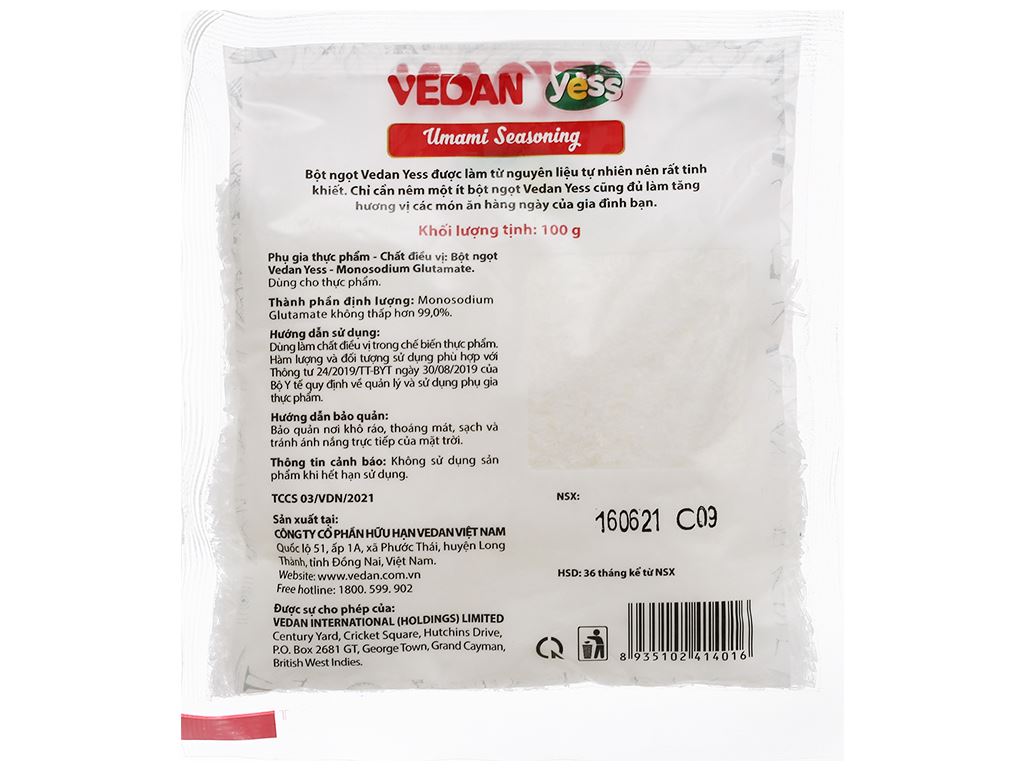 VEDAN yess
Umami Seasoning
Bột ngọt Vedan Yess được làm từ nguyên liệu tự nhiên nên rất tinh
khiết. Chỉ cần nêm một ít bột ngọt Vedan Yess cũng đủ làm tăng
hương vị các món ăn hàng ngày của gia đình bạn.
Khối lượng tịnh: 100 g
Phụ gia thực phẩm - Chất điều vị: Bột ngọt
Vedan Yess - Monosodium Glutamate.
Dùng cho thực phẩm.
Thành phần định lượng: Monosodium
Glutamate không thấp hơn 99,0%.
Hướng dẫn sử dụng:
Dùng làm chất điều vị trong chế biến thực phẩm.
Hàm lượng và đối tượng sử dụng phù hợp với
Thông tư 24/2019/TT-BYT ngày 30/08/2019 của
Bộ Y tế quy định về quản lý và sử dụng phụ gia
thực phẩm.
Hướng dẫn bảo quản:
Bảo quản nơi khô ráo, thoáng mát, sạch và
tránh ánh nắng trực tiếp của mặt trời.
Thông tin cảnh báo: Không sử dụng sản
phẩm khi hết hạn sử dụng.
TCCS 03/VDN/2021
Sản xuất tại:
CÔNG TY CỔ PHẦN HỮU HẠN VEDAN VIỆT NAM
Quốc lộ 51, ấp 1A, xã Phước Thái, huyện Long
Thành, tỉnh Đồng Nai, Việt Nam.
Website: www.vedan.com.vn
Free hotline: 1800. 599. 902
Được sự cho phép của:
VEDAN INTERNATIONAL (HOLDINGS) LIMITED
Century Yard, Cricket Square, Hutchins Drive,
P.O. Box 2681 GT, George Town, Grand Cayman,
British West Indies.
NSX:
160621 C09
HSD: 36 tháng kể từ NSX
8 935102 414016